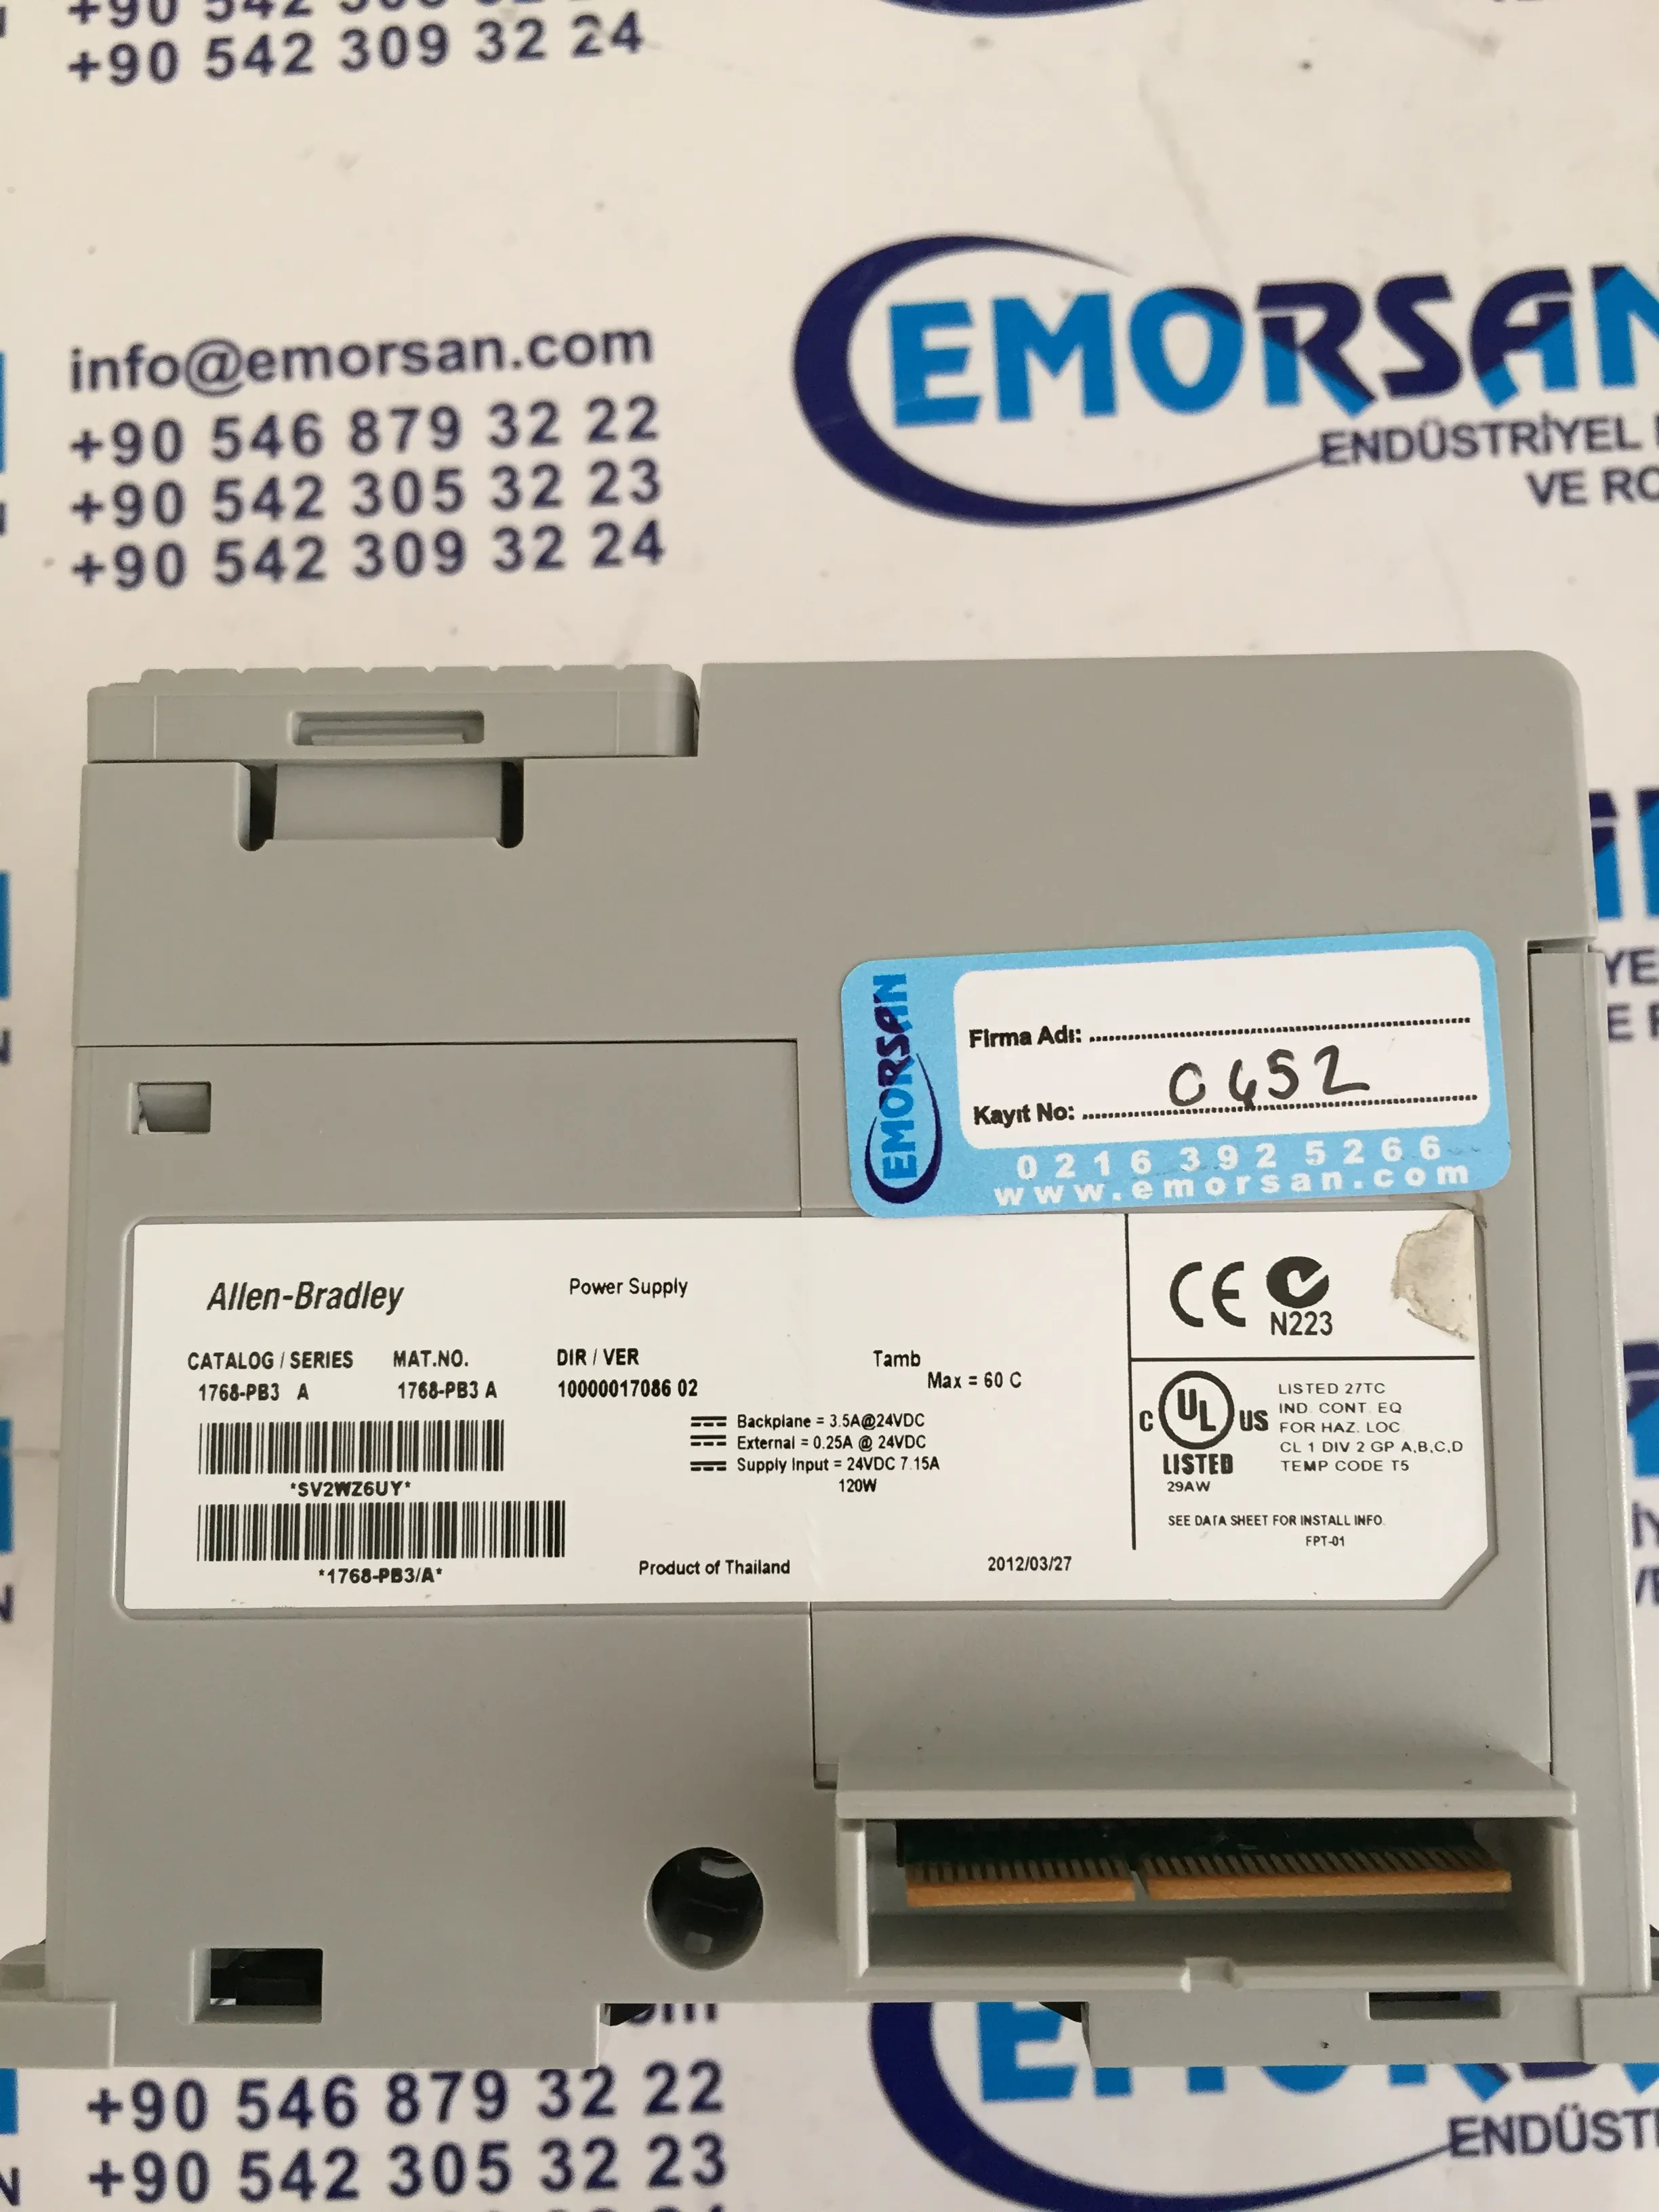 +90 542 309 32 24
info@emorsan.com
+90 546 879 32 22
+90 542 305 32 23
+90 542 309 32 24
EMORSAN
ENDÜSTRİYEL
VE
EMORSAN
Firma Adı:
Kayıt No: 0452
0216 392 5266
www.emorsan.com
Allen-Bradley
Power Supply
CATALOG / SERIES MAT.NO. DIR / VER
1768-PB3 A 1768-PB3 A 10000017086 02
Tamb
Max = 60 C
Backplane = 3.5A@24VDC
External = 0.25A @ 24VDC
Supply Input = 24VDC 7.15A
120W
*SV2WZ6UY*
*1768-PB3/A*
Product of Thailand
2012/03/27
CE
N223
C UL US
LISTED
29AW
LISTED 27TC
IND. CONT. EQ
FOR HAZ. LOC.
CL 1 DIV 2 GP A,B,C,D
TEMP CODE T5
SEE DATA SHEET FOR INSTALL INFO.
FPT-01
+90 546 879 32 22
+90 542 305 32 23